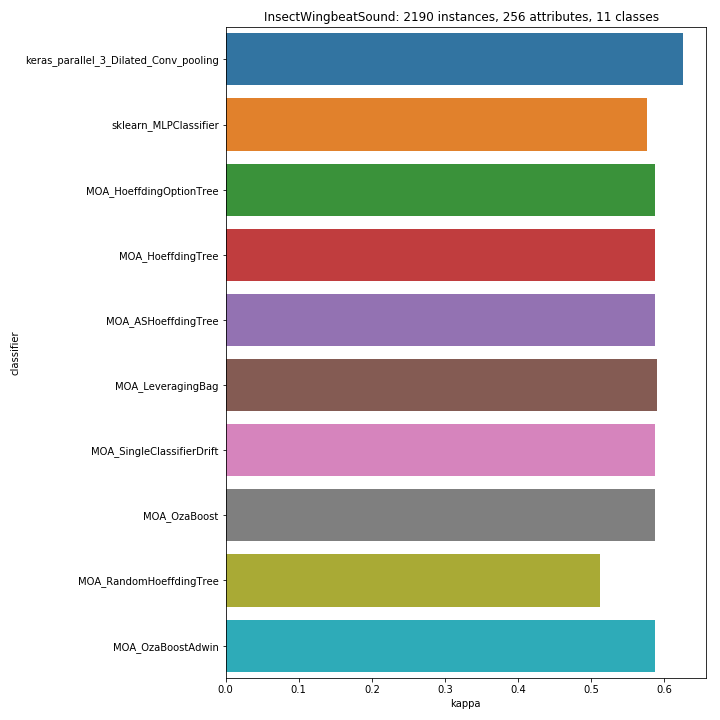 InsectWingbeatSound: 2190 instances, 256 attributes, 11 classes
keras_parallel_3_Dilated_Conv_pooling
sklearn_MLPClassifier
MOA_HoeffdingOptionTree
MOA_HoeffdingTree
MOA_ASHoeffdingTree
classifier
MOA_LeveragingBag
MOA_SingleClassifierDrift
MOA_OzaBoost
MOA_RandomHoeffdingTree
MOA_OzaBoostAdwin
0.0 0.1 0.2 0.3 0.4 0.5 0.6
kappa